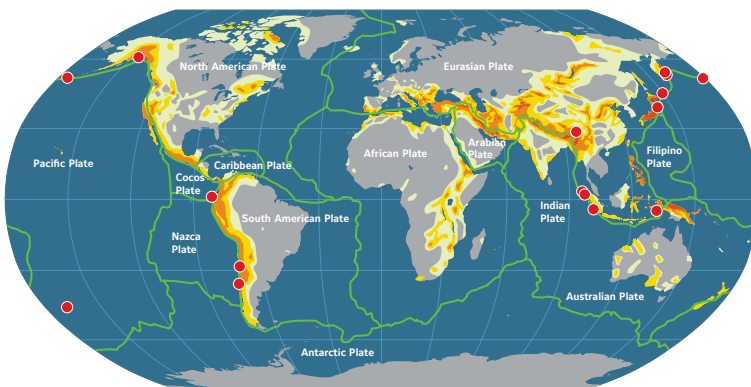 North American Plate
Eurasian Plate
Pacific Plate
Caribbean Plate
African Plate
Arabian
Plate
Filipino
Plate
Cocos
Plate
South American Plate
Indian
Plate
Nazca
Plate
Australian Plate
Antarctic Plate